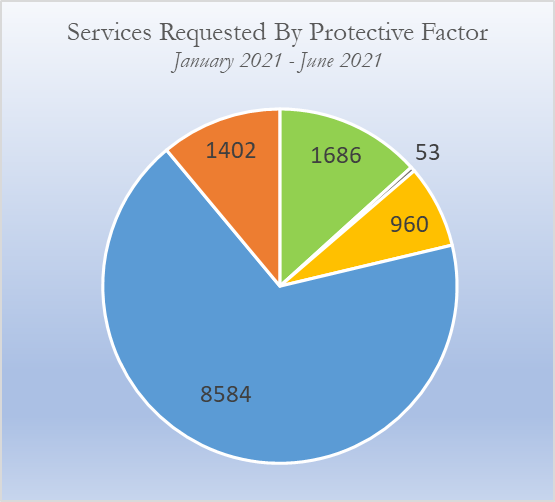 Services Requested By Protective Factor
January 2021 - June 2021
1402
1686
53
960
8584